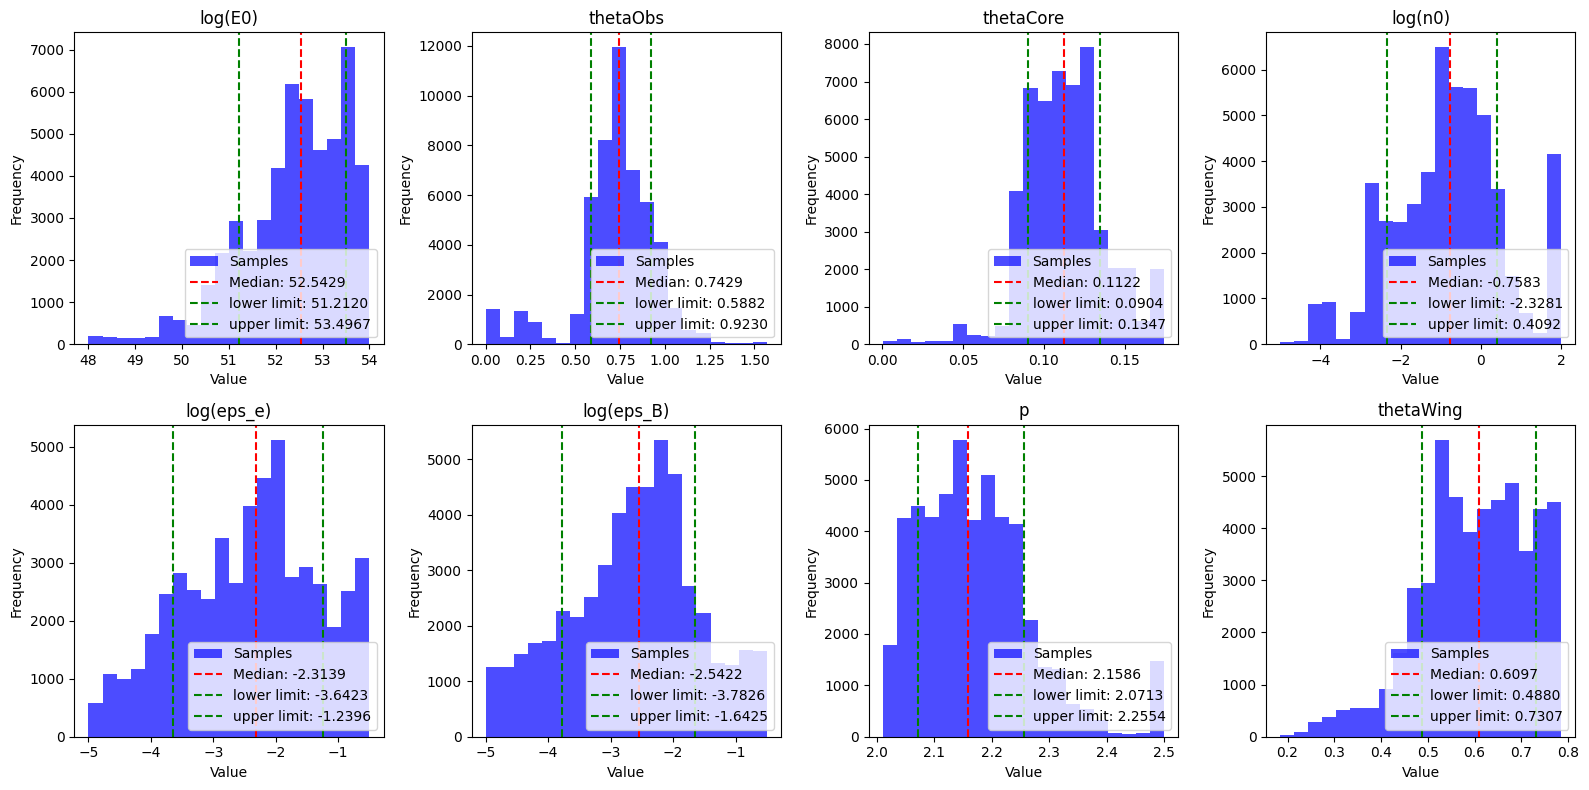 log(E0)
7000
6000
5000
4000
3000
2000
1000
0
Frequency
48 49 50 51 52 53 54
Value
Samples
Median: 52.5429
lower limit: 51.2120
upper limit: 53.4967
thetaObs
12000
10000
8000
6000
4000
2000
0
Frequency
0.00 0.25 0.50 0.75 1.00 1.25 1.50
Value
Samples
Median: 0.7429
lower limit: 0.5882
upper limit: 0.9230
thetaCore
8000
7000
6000
5000
4000
3000
2000
1000
0
Frequency
0.00 0.05 0.10 0.15
Value
Samples
Median: 0.1122
lower limit: 0.0904
upper limit: 0.1347
log(n0)
6000
5000
4000
3000
2000
1000
0
Frequency
−4 −2 0 2
Value
Samples
Median: -0.7583
lower limit: -2.3281
upper limit: 0.4092
log(eps_e)
5000
4000
3000
2000
1000
0
Frequency
−5 −4 −3 −2 −1
Value
Samples
Median: -2.3139
lower limit: -3.6423
upper limit: -1.2396
log(eps_B)
5000
4000
3000
2000
1000
0
Frequency
−5 −4 −3 −2 −1
Value
Samples
Median: -2.5422
lower limit: -3.7826
upper limit: -1.6425
p
6000
5000
4000
3000
2000
1000
0
Frequency
2.0 2.1 2.2 2.3 2.4 2.5
Value
Samples
Median: 2.1586
lower limit: 2.0713
upper limit: 2.2554
thetaWing
5000
4000
3000
2000
1000
0
Frequency
0.2 0.3 0.4 0.5 0.6 0.7 0.8
Value
Samples
Median: 0.6097
lower limit: 0.4880
upper limit: 0.7307